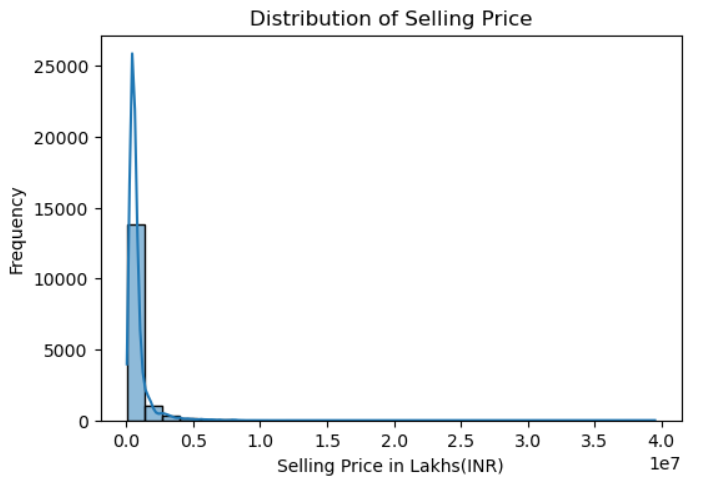 Distribution of Selling Price
Frequency
25000
20000
15000
10000
5000
0
0.0 0.5 1.0 1.5 2.0 2.5 3.0 3.5 4.0
1e7
Selling Price in Lakhs(INR)